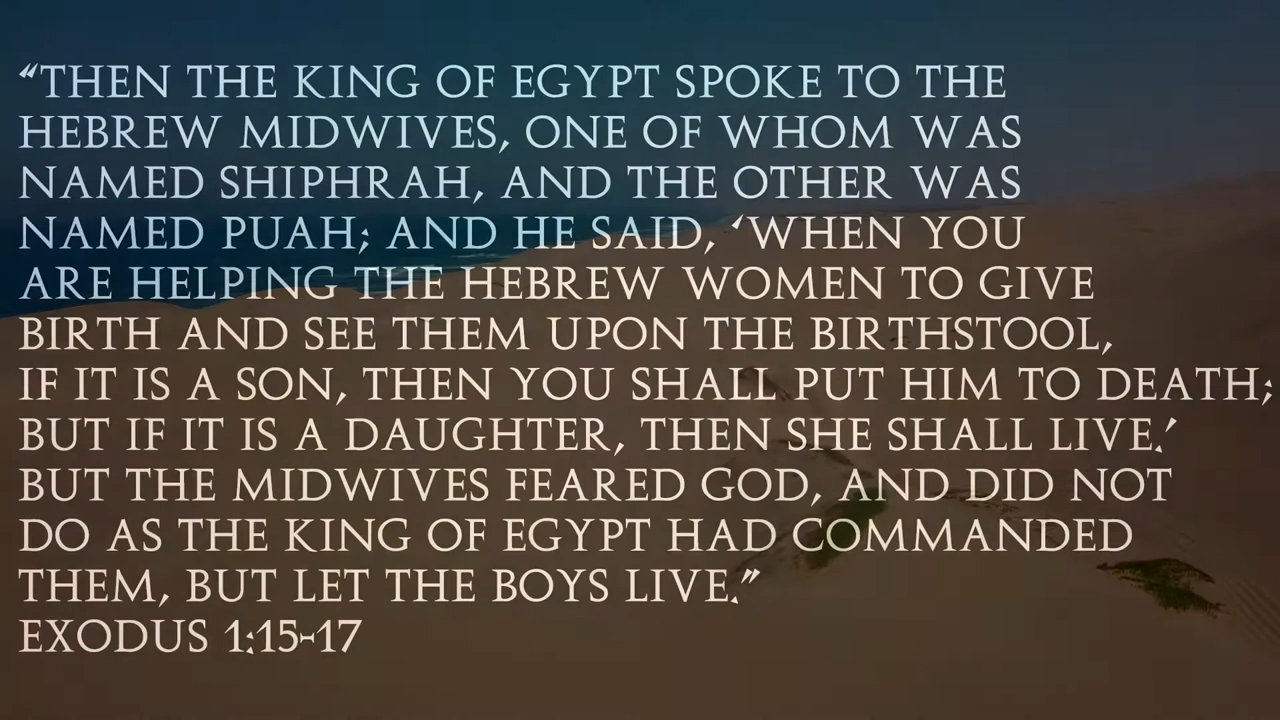 “THEN THE KING OF EGYPT SPOKE TO THE
HEBREW MIDWIVES, ONE OF WHOM WAS
NAMED SHIPHRAH, AND THE OTHER WAS
NAMED PUAH; AND HE SAID, ‘WHEN YOU
ARE HELPING THE HEBREW WOMEN TO GIVE
BIRTH AND SEE THEM UPON THE BIRTHSTOOL,
IF IT IS A SON, THEN YOU SHALL PUT HIM TO DEATH;
BUT IF IT IS A DAUGHTER, THEN SHE SHALL LIVE.’
BUT THE MIDWIVES FEARED GOD, AND DID NOT
DO AS THE KING OF EGYPT HAD COMMANDED
THEM, BUT LET THE BOYS LIVE.”
EXODUS 1:15-17